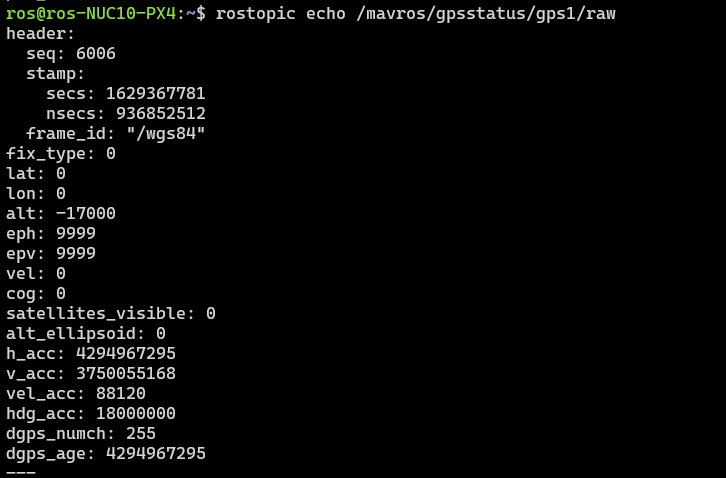 ros@ros-NUC10-PX4:~$ rostopic echo /mavros/gpsstatus/gps1/raw
header:
  seq: 6006
  stamp:
    secs: 1629367781
    nsecs: 936852512
  frame_id: "/wgs84"
fix_type: 0
lat: 0
lon: 0
alt: -17000
eph: 9999
epv: 9999
vel: 0
cog: 0
satellites_visible: 0
alt_ellipsoid: 0
h_acc: 4294967295
v_acc: 3750055168
vel_acc: 88120
hdg_acc: 18000000
dgps_numch: 255
dgps_age: 4294967295
---